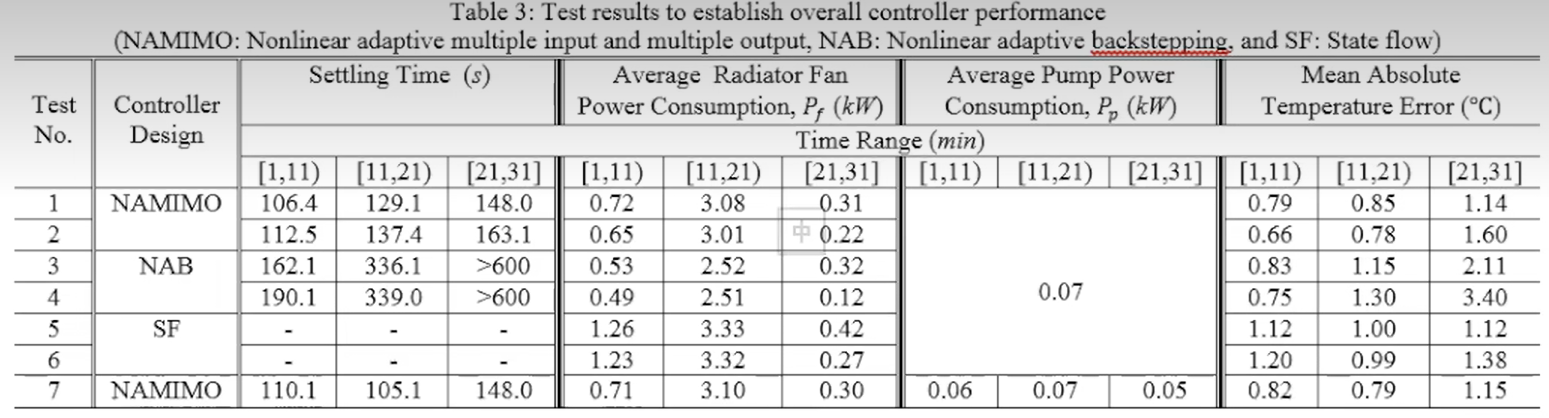 Table 3: Test results to establish overall controller performance
(NAMIMO: Nonlinear adaptive multiple input and multiple output, NAB: Nonlinear adaptive backstepping, and SF: State flow)
Test No. Controller Design Settling Time (s) Average Radiator Fan Power Consumption, Pf (kW) Average Pump Power Consumption, Pp (kW) Mean Absolute Temperature Error (°C)
Time Range (min)
[1,11) [11,21) [21,31] [1,11) [11,21) [21,31] [1,11) [11,21) [21,31] [1,11) [11,21) [21,31]
1 NAMIMO 106.4 129.1 148.0 0.72 3.08 0.31 0.79 0.85 1.14
2 112.5 137.4 163.1 0.65 3.01 中 0.22 0.66 0.78 1.60
3 NAB 162.1 336.1 >600 0.53 2.52 0.32 0.83 1.15 2.11
4 190.1 339.0 >600 0.49 2.51 0.12 0.07 0.75 1.30 3.40
5 SF - - - 1.26 3.33 0.42 1.12 1.00 1.12
6 - - - 1.23 3.32 0.27 1.20 0.99 1.38
7 NAMIMO 110.1 105.1 148.0 0.71 3.10 0.30 0.06 0.07 0.05 0.82 0.79 1.15